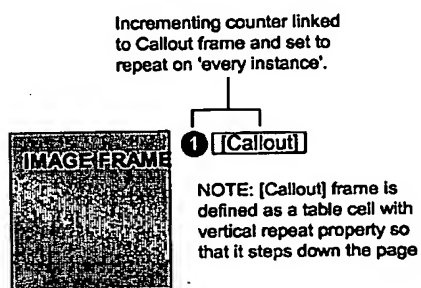 Incrementing counter linked
to Callout frame and set to
repeat on 'every instance'.
IMAGE FRAME
1 [Callout]
NOTE: [Callout] frame is
defined as a table cell with
vertical repeat property so
that it steps down the page